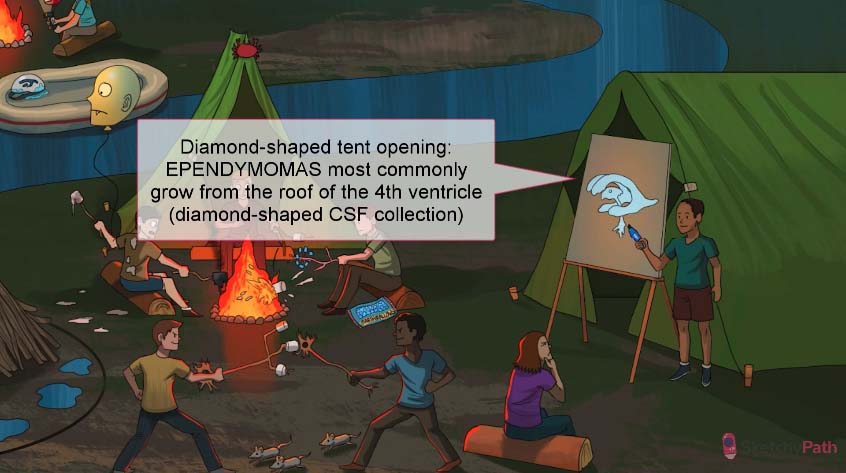 Diamond-shaped tent opening:
EPENDYMOMAS most commonly
grow from the roof of the 4th ventricle
(diamond-shaped CSF collection)
SketchyPath